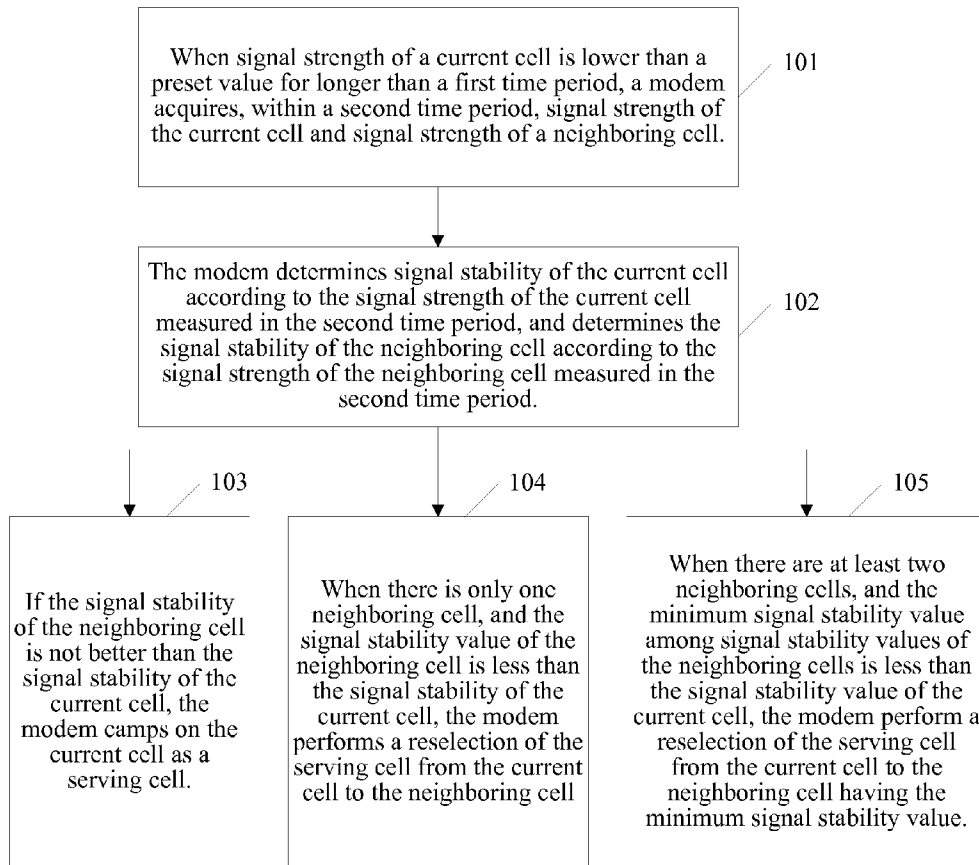 When signal strength of a current cell is lower than a
preset value for longer than a first time period, a modem
acquires, within a second time period, signal strength of
the current cell and signal strength of a neighboring cell.
101
The modem determines signal stability of the current cell
according to the signal strength of the current cell
measured in the second time period, and determines the
signal stability of the neighboring cell according to the
signal strength of the neighboring cell measured in the
second time period.
102
103
If the signal stability
of the neighboring cell
is not better than the
signal stability of the
current cell, the
modem camps on the
current cell as a
serving cell.
104
When there is only one
neighboring cell, and the
signal stability value of the
neighboring cell is less than
the signal stability of the
current cell, the modem
performs a reselection of the
serving cell from the current
cell to the neighboring cell
105
When there are at least two
neighboring cells, and the
minimum signal stability value
among signal stability values of
the neighboring cells is less than
the signal stability value of the
current cell, the modem perform a
reselection of the serving cell
from the current cell to the
neighboring cell having the
minimum signal stability value.